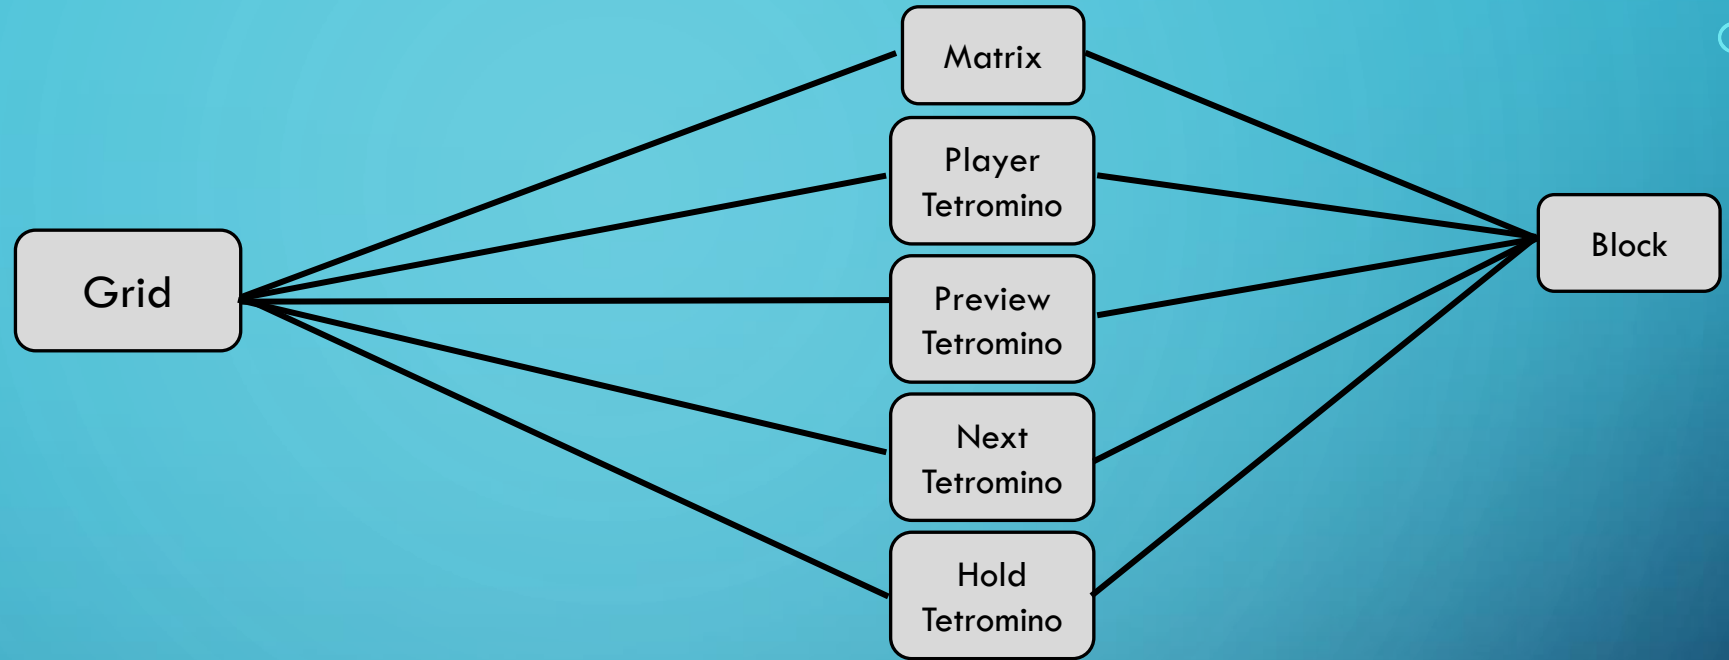 Matrix
Player
Tetromino
Grid
Preview
Tetromino
Block
Next
Tetromino
Hold
Tetromino